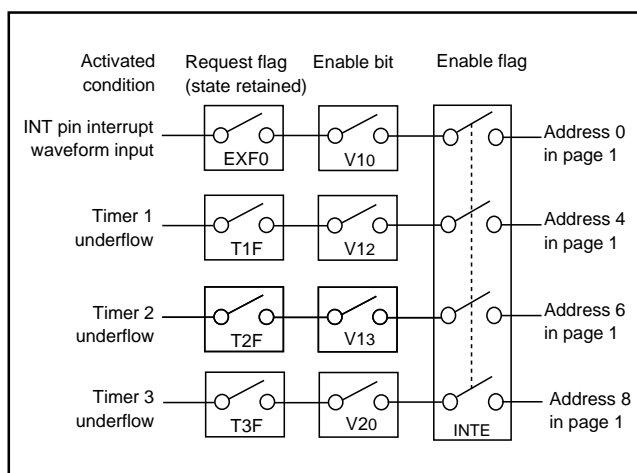 Activated
condition
Request flag
(state retained)
Enable bit
Enable flag
INT pin interrupt
waveform input
EXF0
V10
Address 0
in page 1
Timer 1
underflow
T1F
V12
Address 4
in page 1
Timer 2
underflow
T2F
V13
Address 6
in page 1
Timer 3
underflow
T3F
V20
INTE
Address 8
in page 1